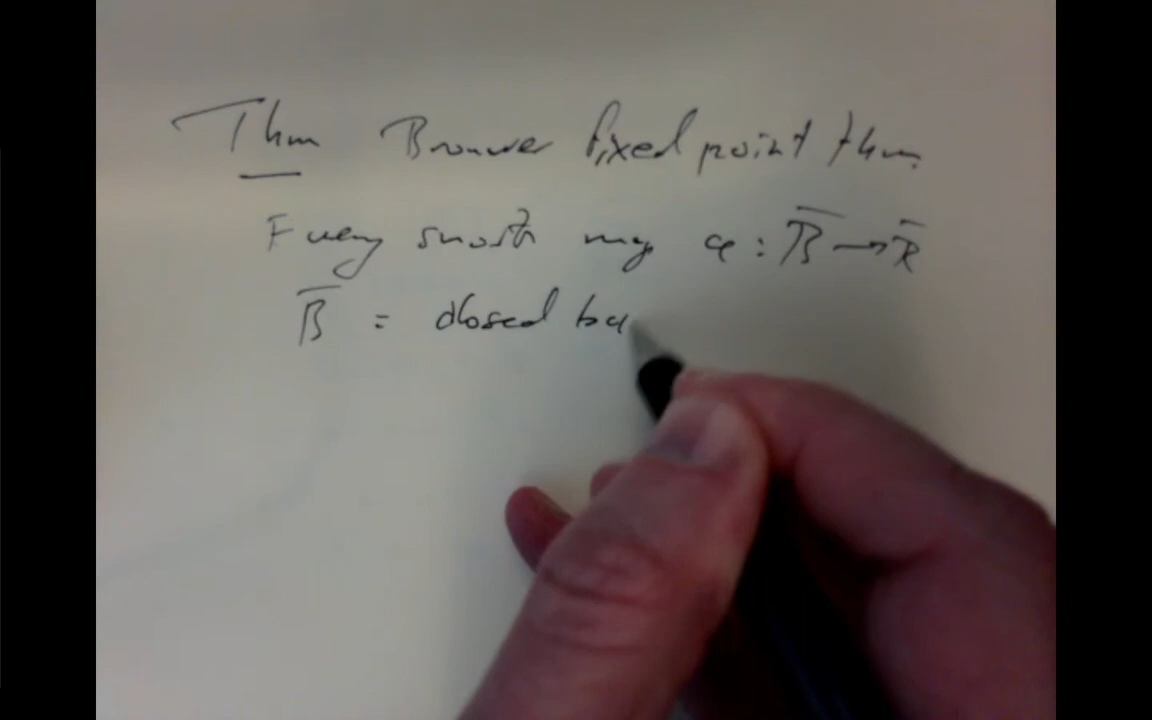 Thm Brouwer fixed point thm
Every smooth map φ : B̅ → B̅
B̅ = closed ba